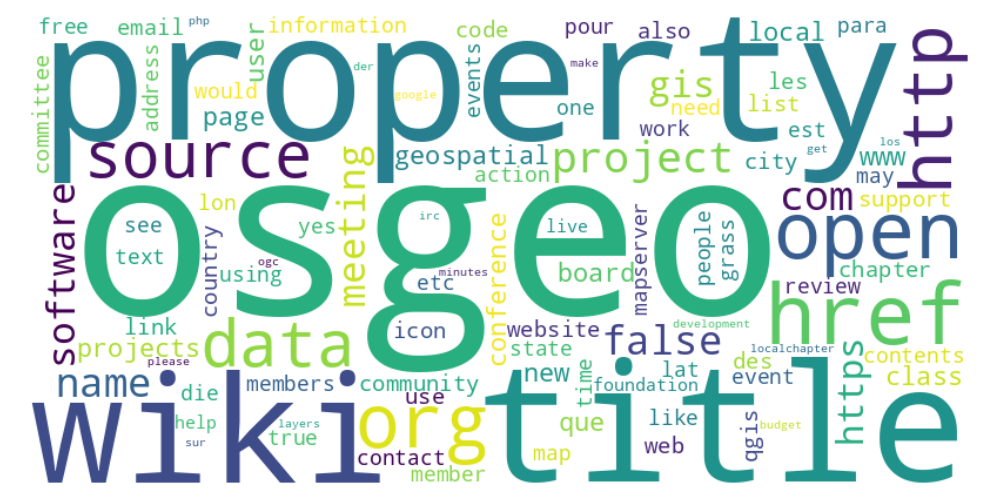 php
free
email
information
code
pour
also
local
para
property
user
http
committee
address
would
der
google
events
make
one
gis
need
les
list
page
work
est
get
los
www
may
source
geospatial
project
city
action
com
support
software
lon
meeting
see
yes
irc
live
people
grass
open
text
osgeo
conference
mapserver
country
using
ogc
minutes
etc
board
chapter
review
href
link
icon
website
false
development
localchapter
projects
data
please
state
des
contents
name
die
members
community
use
new
time
foundation
lat
event
class
https
wiki
help
sur
layers
true
org
contact
member
title
que
map
like
web
qgis
budget